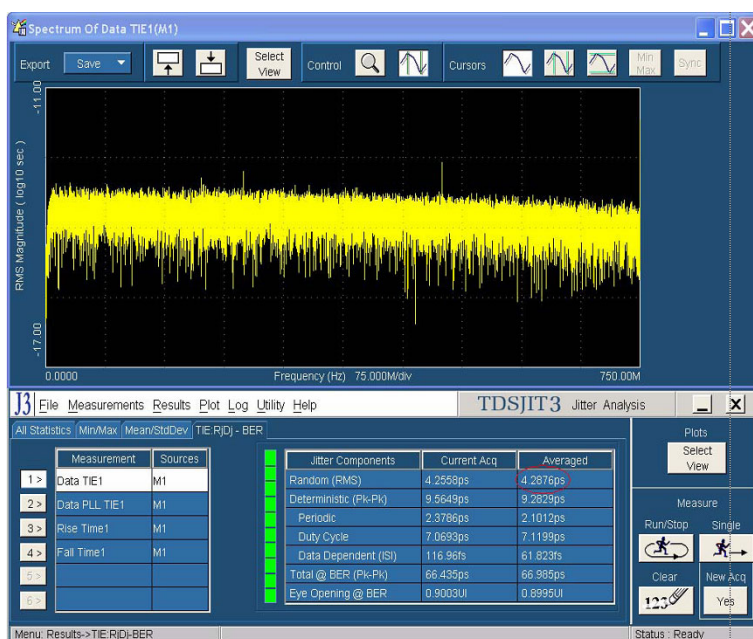 Spectrum Of Data TIE1(M1)
Export Save Select View Control Cursors Min Max Sync
-11.00
RMS Magnitude ( log10 sec )
-17.00
0.0000 Frequency (Hz) 75.000M/div 750.00M
J3 File Measurements Results Plot Log Utility Help TDSJIT3 Jitter Analysis
All Statistics Min/Max Mean/StdDev TIE:RjDj - BER
Measurement Sources
1 > Data TIE1 M1
2 > Data PLL TIE1 M1
3 > Rise Time1 M1
4 > Fall Time1 M1
5 >
6 >
Jitter Components Current Acq Averaged
Random (RMS) 4.2558ps 4.2876ps
Deterministic (Pk-Pk) 9.5649ps 9.2829ps
Periodic 2.3786ps 2.1012ps
Duty Cycle 7.0693ps 7.1199ps
Data Dependent (ISI) 116.96fs 61.823fs
Total @ BER (Pk-Pk) 66.435ps 66.985ps
Eye Opening @ BER 0.9003UI 0.8995UI
Plots
Select View
Measure
Run/Stop Single
Clear New Acq
123 Yes
Menu: Results->TIE:RjDj-BER Status : Ready